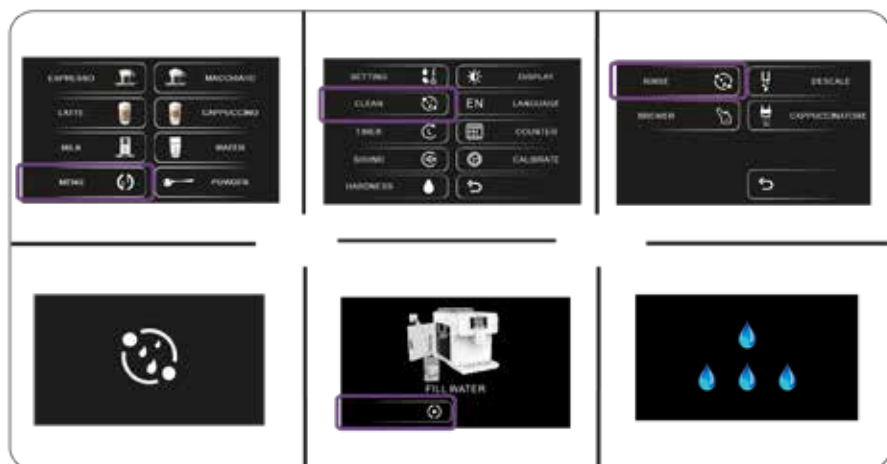 ESPRESSO MACCHIATO
LATTE CAPPUCCINO
MILK WATER
MENU POWDER
SETTING DISPLAY
CLEAN EN LANGUAGE
TIMER COUNTER
SOUND CALIBRATE
HARDNESS
RINSE DESCALE
BREWER CAPPUCCINATORE
FILL WATER